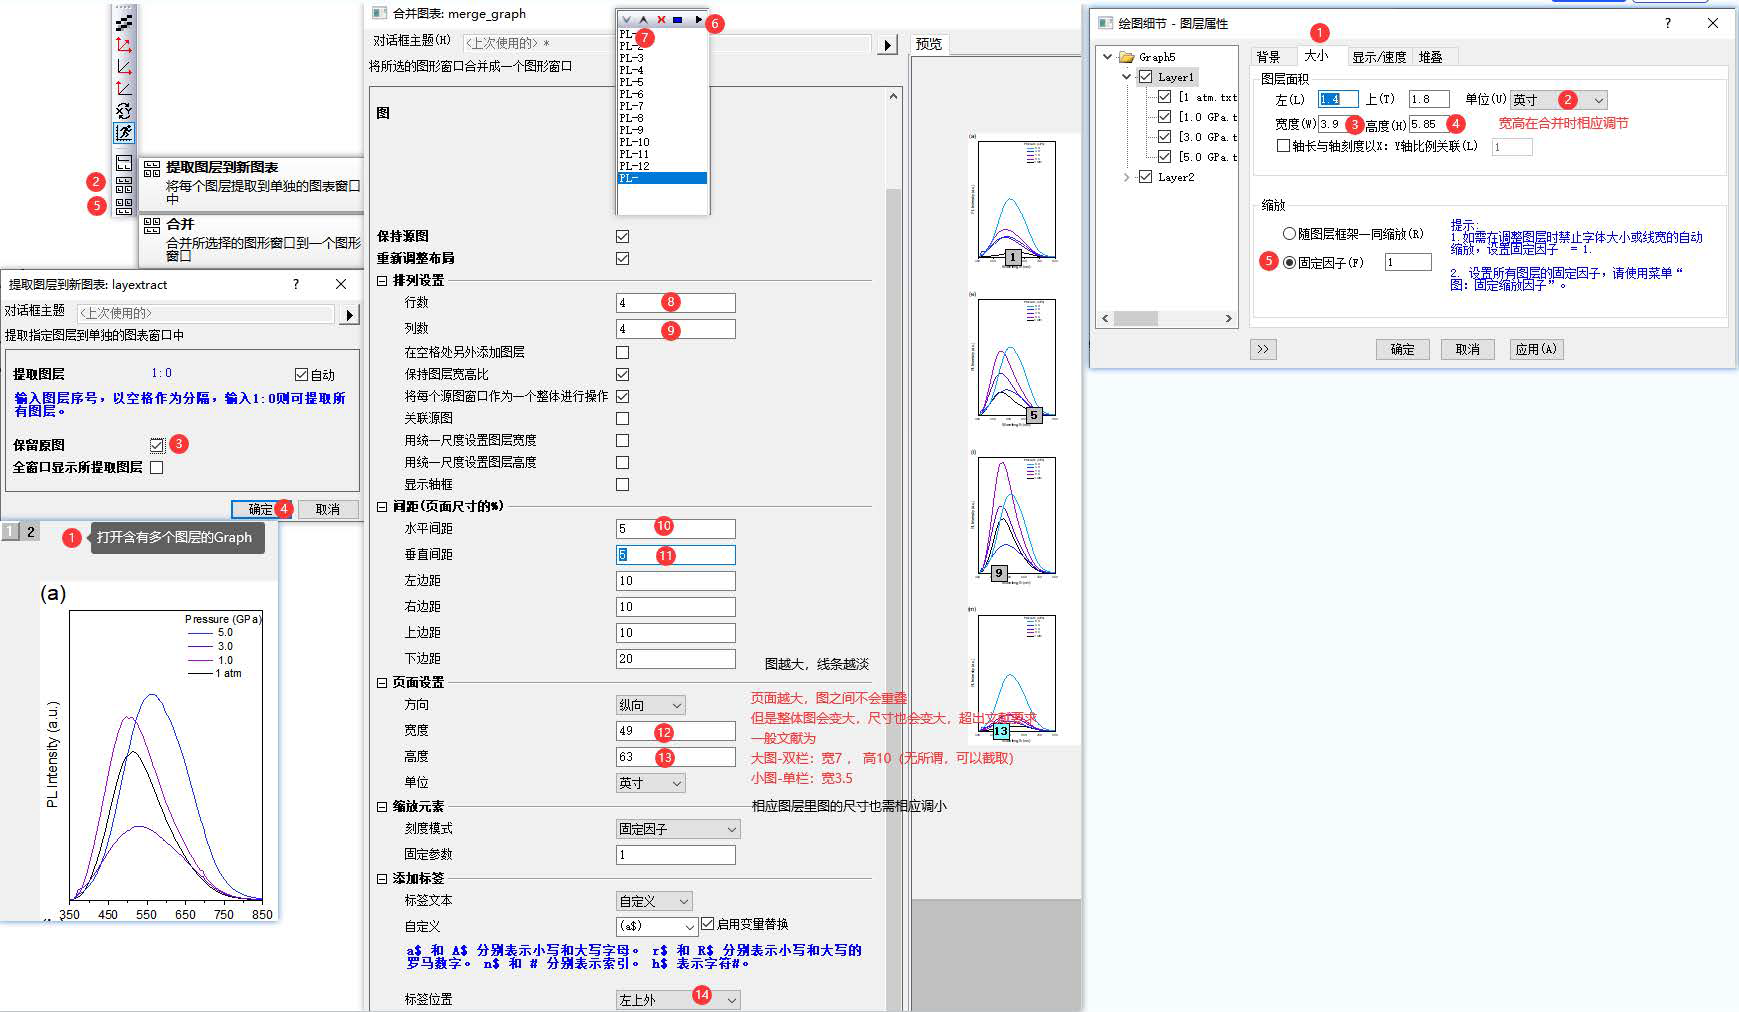 2
5
提取图层到新图表
将每个图层提取到单独的图表窗口
中
合并
合并所选择的图形窗口到一个图形
窗口
提取图层到新图表: layextract
?
对话框主题
<上次使用的>
提取指定图层到单独的图表窗口中
提取图层
1:0
自动
输入图层序号，以空格作为分隔，输入1:0则可提取所
有图层。
保留原图
3
全窗口显示所提取图层
确定
4
取消
1
2
1
打开含有多个图层的Graph
(a)
Pressure (GPa)
5.0
3.0
1.0
1 atm
PL Intensity (a.u.)
350
450
550
650
750
850
合并图表: merge_graph
对话框主题(H)
<上次使用的> *
将所选的图形窗口合并成一个图形窗口
6
7
PL-2
PL-3
PL-4
PL-5
PL-6
PL-7
PL-8
PL-9
PL-10
PL-11
PL-12
PL-
图
保持源图
重新调整布局
排列设置
行数
4
8
列数
4
9
在空格处另外添加图层
保持图层宽高比
将每个源图窗口作为一个整体进行操作
关联源图
用统一尺度设置图层宽度
用统一尺度设置图层高度
显示轴框
间距(页面尺寸的%)
水平间距
5
10
垂直间距
5
11
左边距
10
右边距
10
上边距
10
下边距
20
图越大，线条越淡
页面设置
方向
纵向
宽度
49
12
高度
63
13
单位
英寸
页面越大，图之间不会重叠
但是整体图会变大，尺寸也会变大，超出文献要求
一般文献为
大图-双栏：宽7 ，高10（无所谓，可以截取）
小图-单栏：宽3.5
相应图层里图的尺寸也需相应调小
缩放元素
刻度模式
固定因子
固定参数
1
添加标签
标签文本
自定义
自定义
(a$)
启用变量替换
a$ 和 A$ 分别表示小写和大写字母。 r$ 和 R$ 分别表示小写和大写的
罗马数字。 n$ 和 # 分别表示索引。 h$ 表示字符#。
标签位置
左上外
14
预览
(a)
1
(e)
5
(i)
9
(m)
13
绘图细节 - 图层属性
?
Graph5
Layer1
[1 atm.txt
[1.0 GPa.t
[3.0 GPa.t
[5.0 GPa.t
Layer2
1
背景
大小
显示/速度
堆叠
图层面积
左(L)
1.4
上(T)
1.8
单位(U)
英寸
2
宽度(W)
3.9
3
高度(H)
5.85
4
宽高在合并时相应调节
轴长与轴刻度以X: Y轴比例关联(L)
1
缩放
随图层框架一同缩放(R)
5
固定因子(F)
1
提示:
1.如需在调整图层时禁止字体大小或线宽的自动
缩放，设置固定因子 = 1.
2. 设置所有图层的固定因子，请使用菜单“
图: 固定缩放因子”。
>>
确定
取消
应用(A)